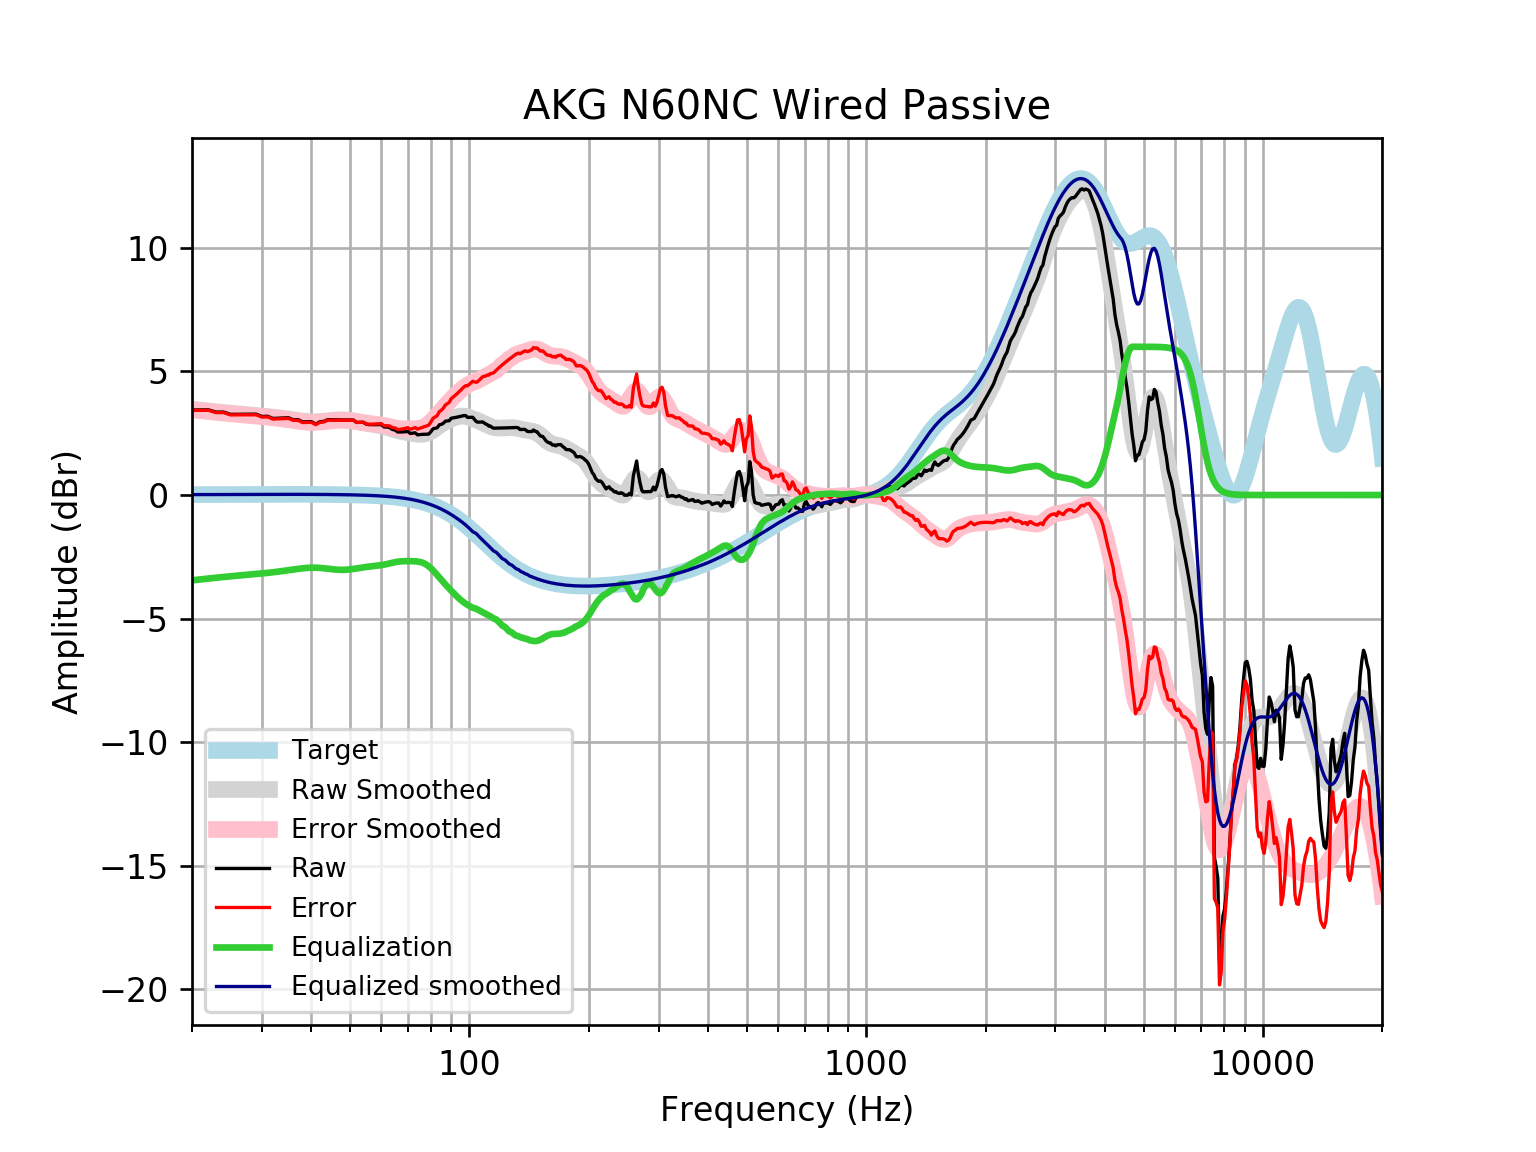 AKG N60NC Wired Passive
Amplitude (dBr)
10
5
0
−5
−10
−15
−20
Target
Raw Smoothed
Error Smoothed
Raw
Error
Equalization
Equalized smoothed
100
1000
10000
Frequency (Hz)